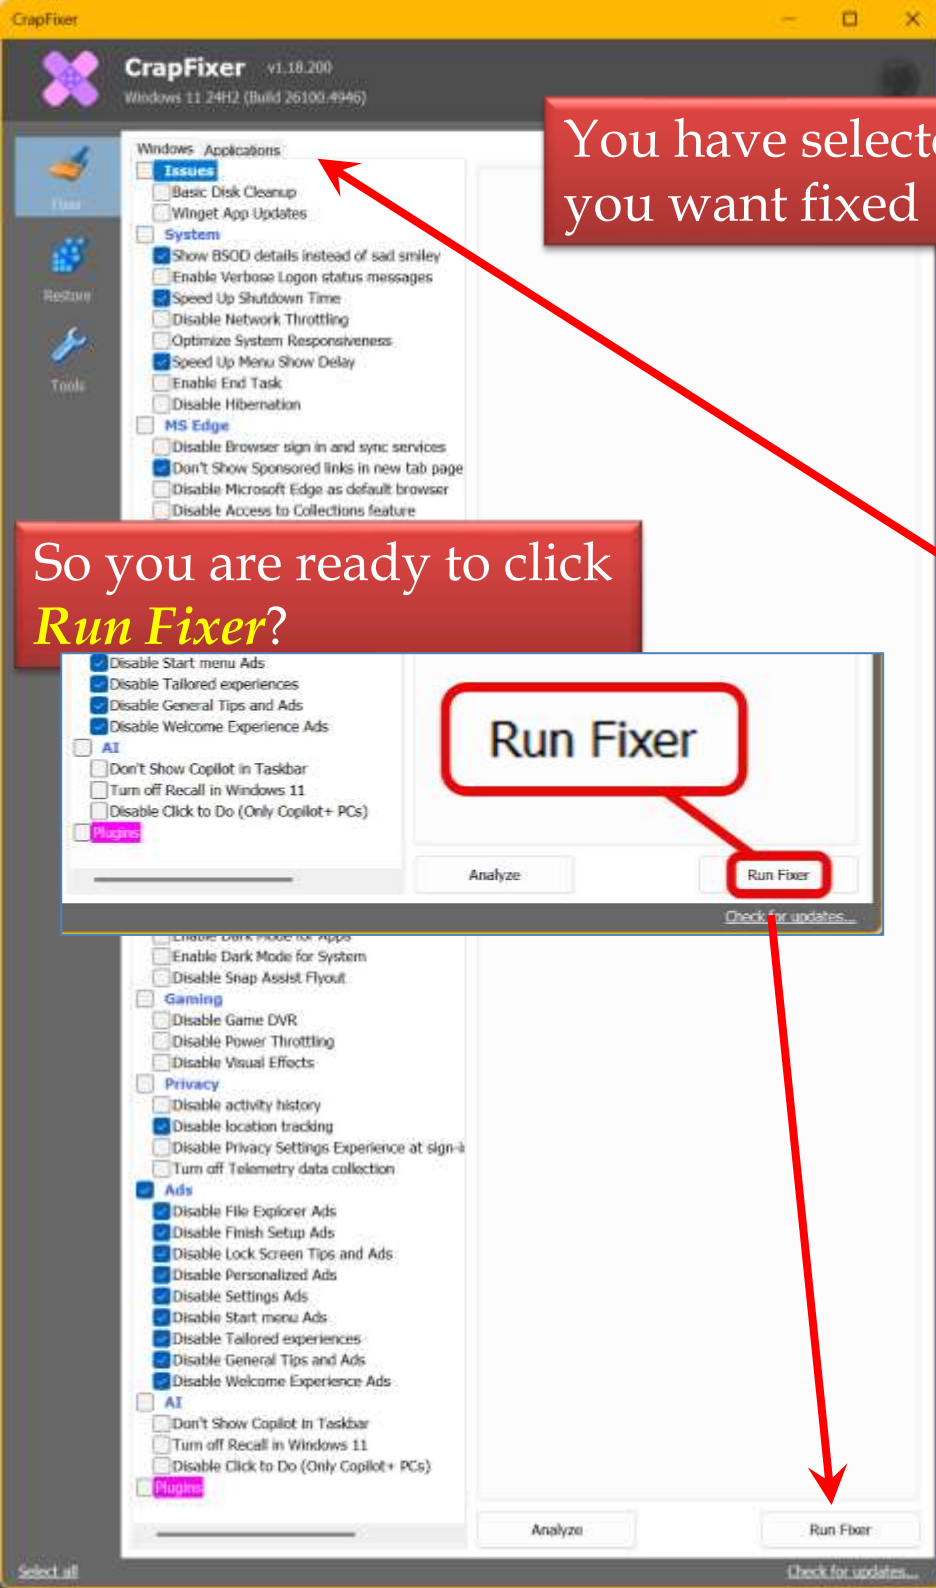 CrapFixer
CrapFixer v1.18.200
Windows 11 24H2 (Build 26100.4946)
You have selecte
you want fixed
Fixer
Restore
Tools
Windows Applications
Issues
Basic Disk Cleanup
Winget App Updates
System
Show BSOD details instead of sad smiley
Enable Verbose Logon status messages
Speed Up Shutdown Time
Disable Network Throttling
Optimize System Responsiveness
Speed Up Menu Show Delay
Enable End Task
Disable Hibernation
MS Edge
Disable Browser sign in and sync services
Don't Show Sponsored links in new tab page
Disable Microsoft Edge as default browser
Disable Access to Collections feature
So you are ready to click
Run Fixer?
Disable Start menu Ads
Disable Tailored experiences
Disable General Tips and Ads
Disable Welcome Experience Ads
AI
Don't Show Copilot in Taskbar
Turn off Recall in Windows 11
Disable Click to Do (Only Copilot+ PCs)
Plugins
Run Fixer
Analyze
Run Fixer
Check for updates...
Enable Dark Mode for Apps
Enable Dark Mode for System
Disable Snap Assist Flyout
Gaming
Disable Game DVR
Disable Power Throttling
Disable Visual Effects
Privacy
Disable activity history
Disable location tracking
Disable Privacy Settings Experience at sign-i
Turn off Telemetry data collection
Ads
Disable File Explorer Ads
Disable Finish Setup Ads
Disable Lock Screen Tips and Ads
Disable Personalized Ads
Disable Settings Ads
Disable Start menu Ads
Disable Tailored experiences
Disable General Tips and Ads
Disable Welcome Experience Ads
AI
Don't Show Copilot in Taskbar
Turn off Recall in Windows 11
Disable Click to Do (Only Copilot+ PCs)
Plugins
Analyze
Run Fixer
Select all
Check for updates...